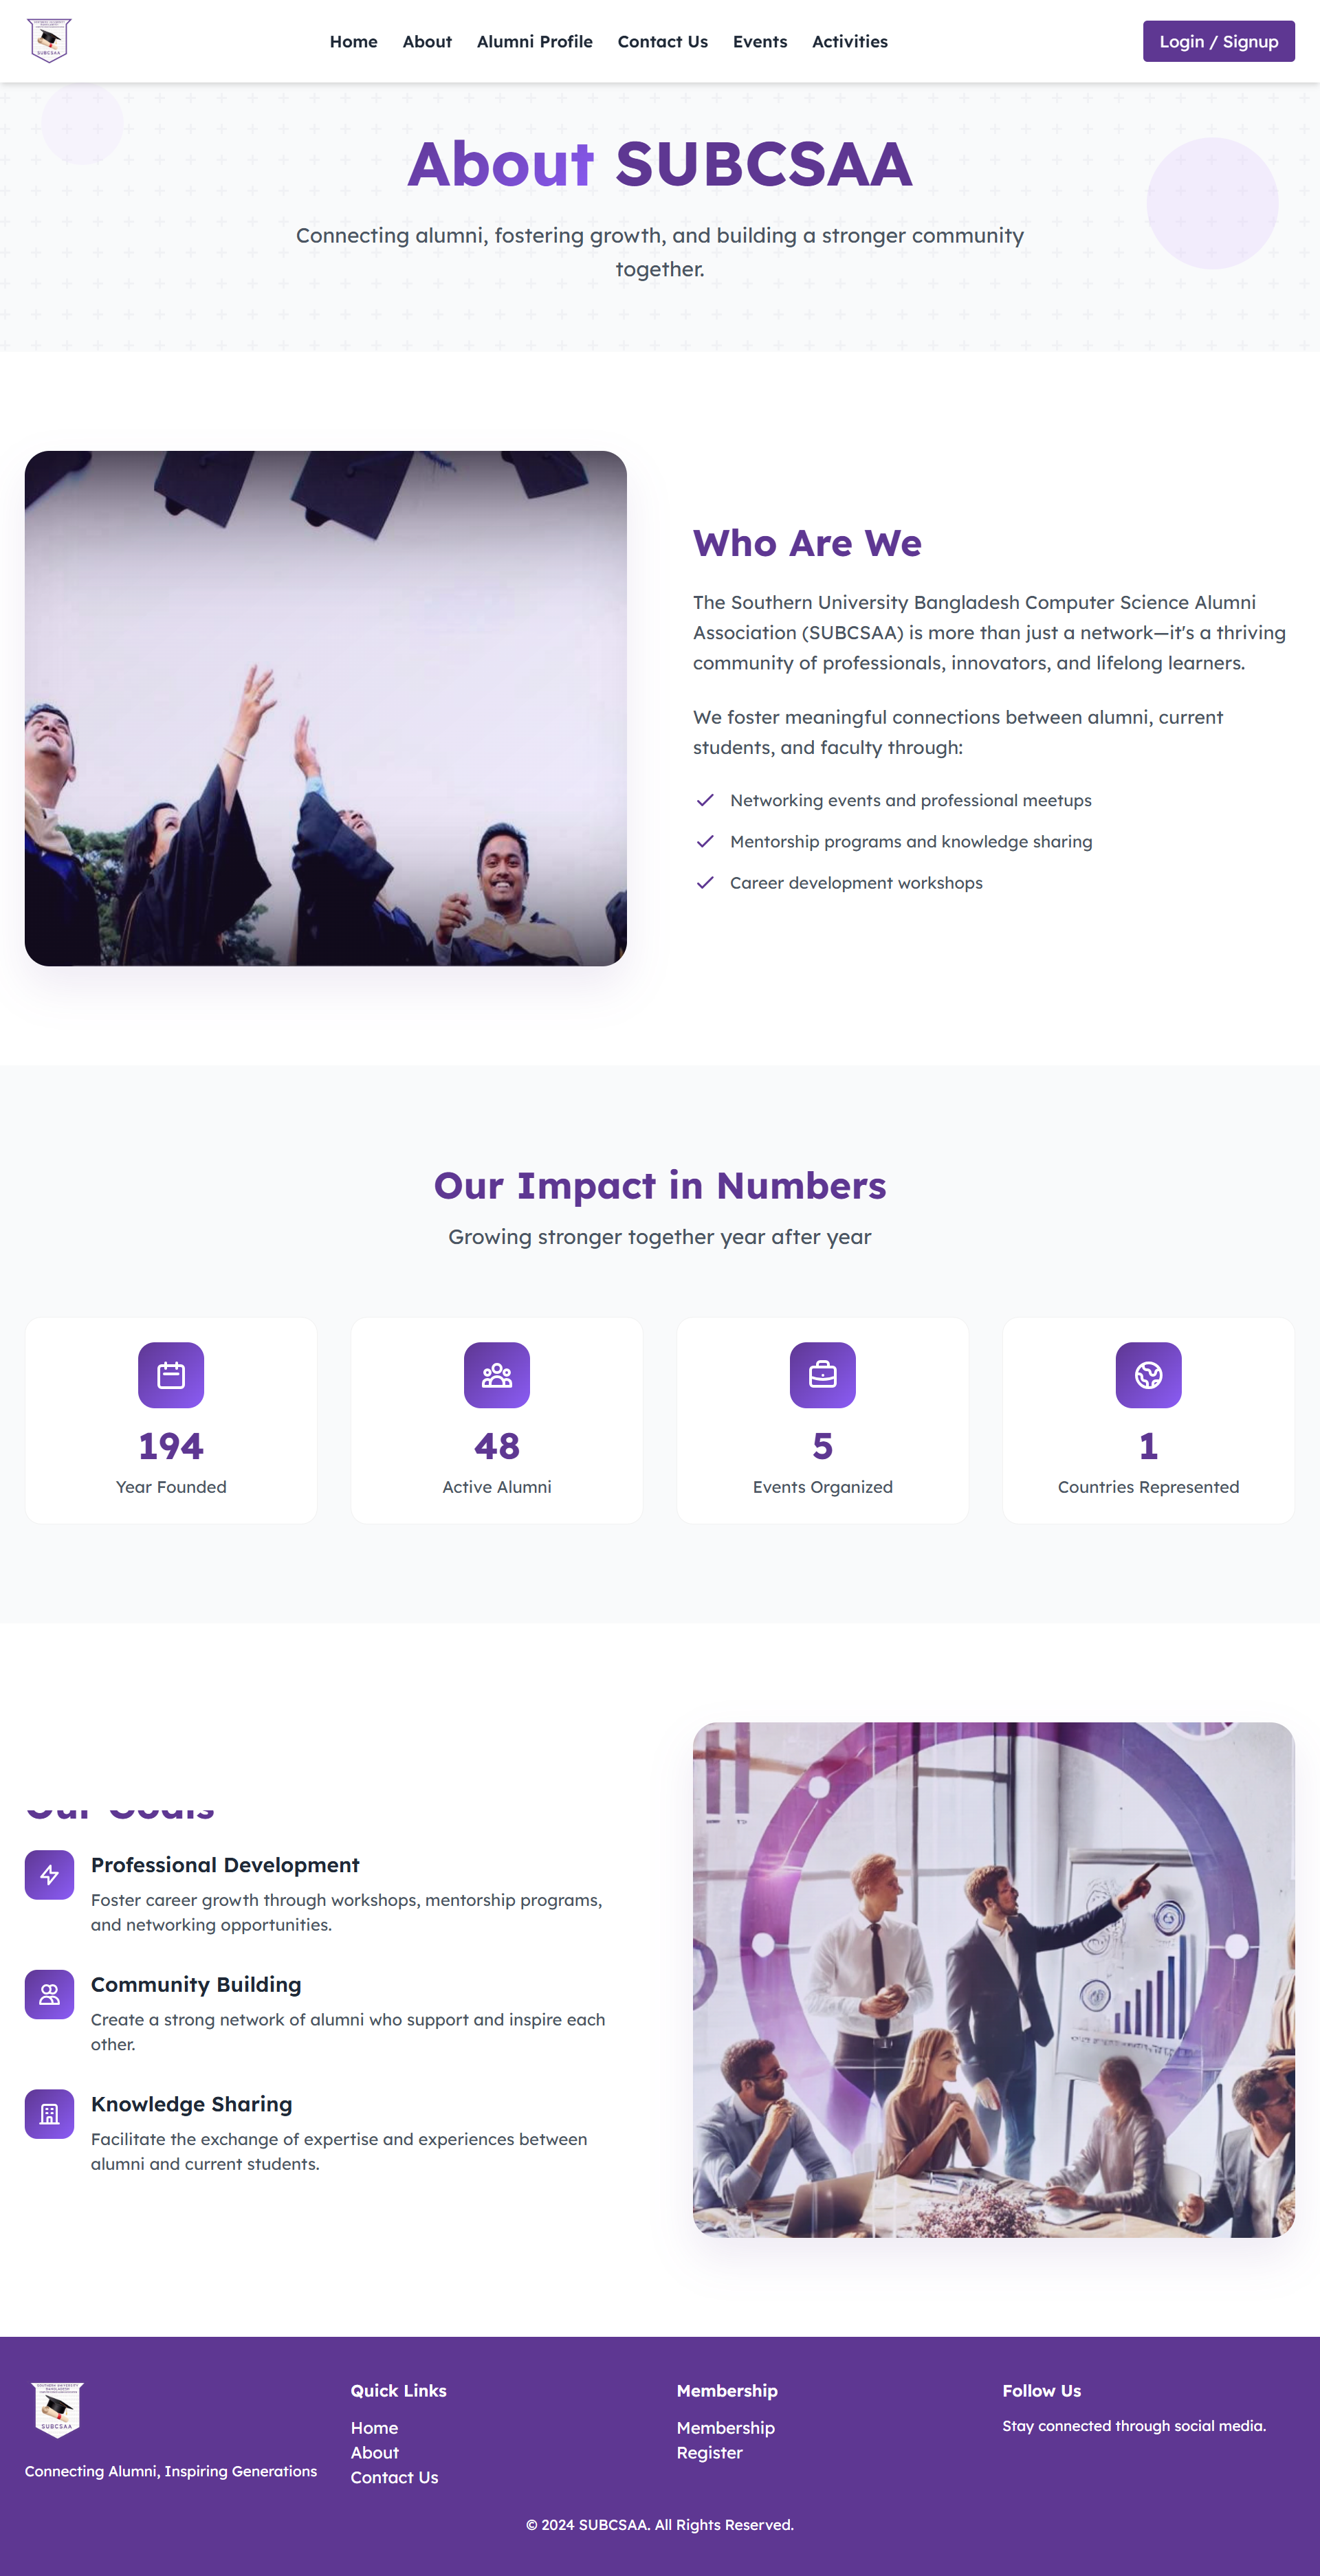 SUBCSAA
Home
About
Alumni Profile
Contact Us
Events
Activities
Login / Signup
About SUBCSAA
Connecting alumni, fostering growth, and building a stronger community
together.
Who Are We
The Southern University Bangladesh Computer Science Alumni
Association (SUBCSAA) is more than just a network—it's a thriving
community of professionals, innovators, and lifelong learners.
We foster meaningful connections between alumni, current
students, and faculty through:
Networking events and professional meetups
Mentorship programs and knowledge sharing
Career development workshops
Our Impact in Numbers
Growing stronger together year after year
194
Year Founded
48
Active Alumni
5
Events Organized
1
Countries Represented
Our Goals
Professional Development
Foster career growth through workshops, mentorship programs,
and networking opportunities.
Community Building
Create a strong network of alumni who support and inspire each
other.
Knowledge Sharing
Facilitate the exchange of expertise and experiences between
alumni and current students.
SOUTHERN UNIVERSITY
BANGLADESH
SUBCSAA
Connecting Alumni, Inspiring Generations
Quick Links
Home
About
Contact Us
Membership
Membership
Register
Follow Us
Stay connected through social media.
© 2024 SUBCSAA. All Rights Reserved.